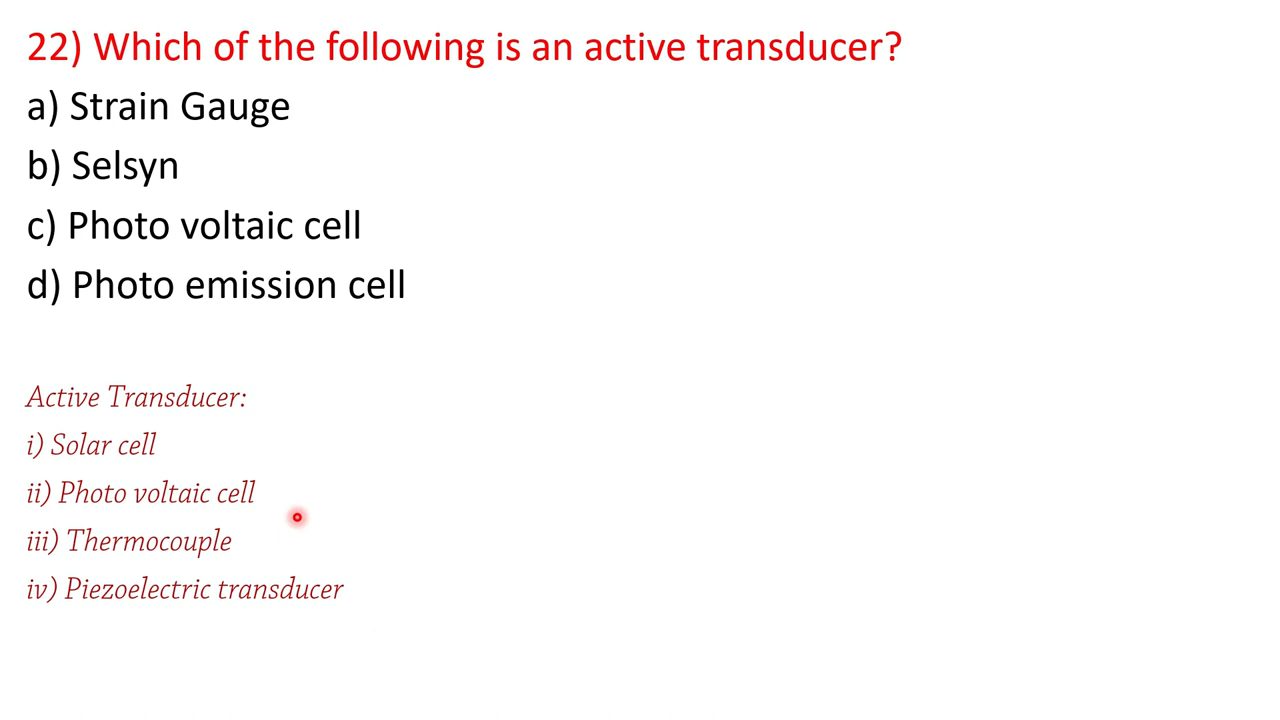 22) Which of the following is an active transducer?
a) Strain Gauge
b) Selsyn
c) Photo voltaic cell
d) Photo emission cell
Active Transducer:
i) Solar cell
ii) Photo voltaic cell
iii) Thermocouple
iv) Piezoelectric transducer